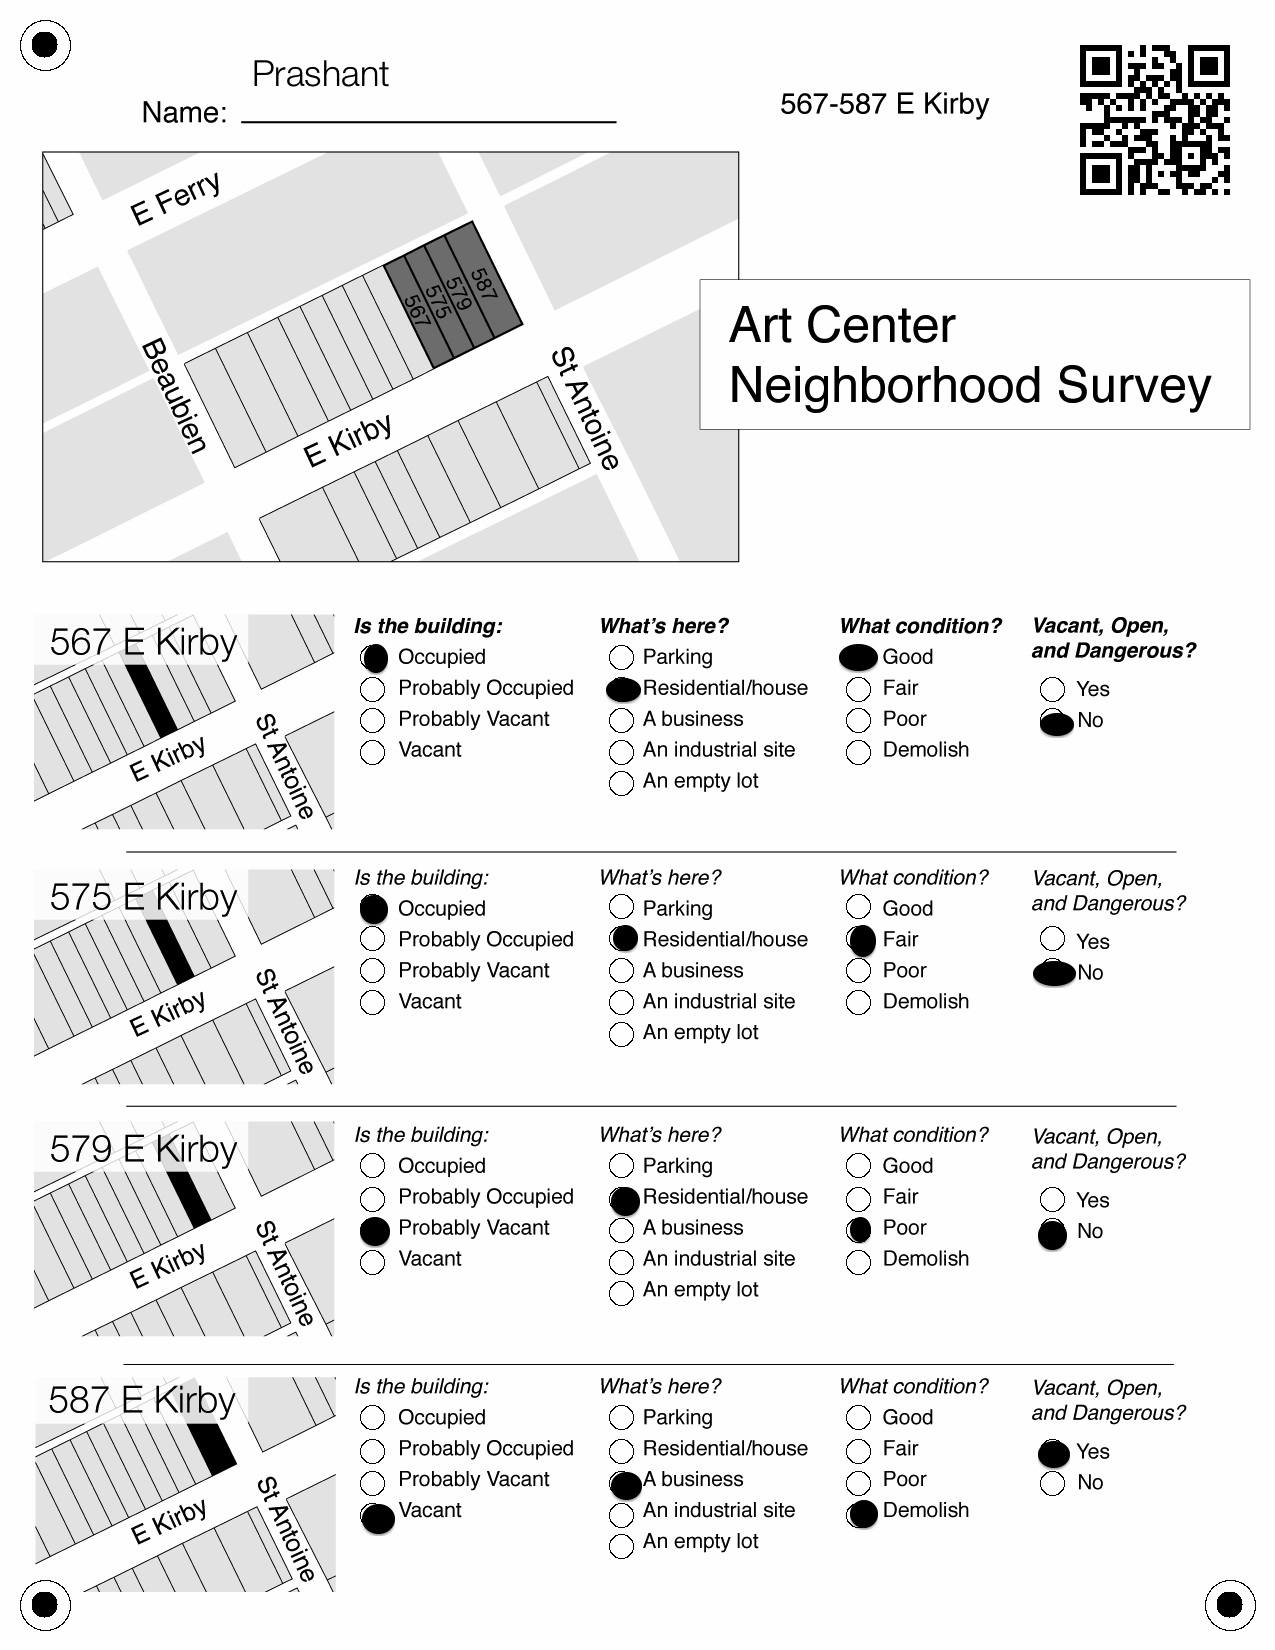 Prashant
Name:
567-587 E Kirby
E Ferry
587
579
575
567
Beaubien
St Antoine
E Kirby
Art Center
Neighborhood Survey
567 E Kirby
E Kirby
St Antoine
Is the building:
Occupied
Probably Occupied
Probably Vacant
Vacant
What's here?
Parking
Residential/house
A business
An industrial site
An empty lot
What condition?
Good
Fair
Poor
Demolish
Vacant, Open,
and Dangerous?
Yes
No
575 E Kirby
E Kirby
St Antoine
Is the building:
Occupied
Probably Occupied
Probably Vacant
Vacant
What's here?
Parking
Residential/house
A business
An industrial site
An empty lot
What condition?
Good
Fair
Poor
Demolish
Vacant, Open,
and Dangerous?
Yes
No
579 E Kirby
E Kirby
St Antoine
Is the building:
Occupied
Probably Occupied
Probably Vacant
Vacant
What's here?
Parking
Residential/house
A business
An industrial site
An empty lot
What condition?
Good
Fair
Poor
Demolish
Vacant, Open,
and Dangerous?
Yes
No
587 E Kirby
E Kirby
St Antoine
Is the building:
Occupied
Probably Occupied
Probably Vacant
Vacant
What's here?
Parking
Residential/house
A business
An industrial site
An empty lot
What condition?
Good
Fair
Poor
Demolish
Vacant, Open,
and Dangerous?
Yes
No